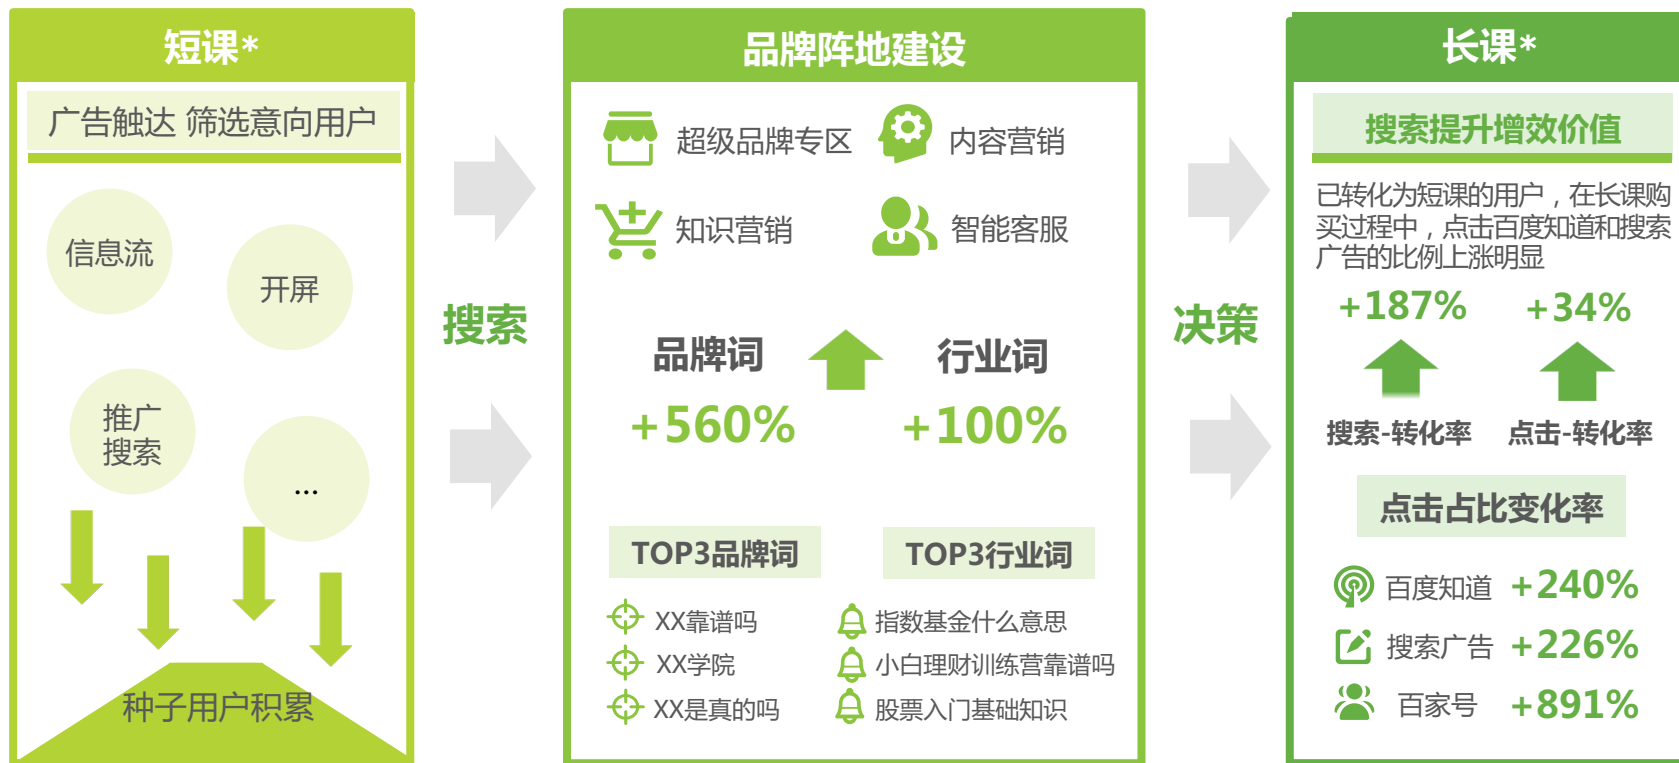 短课*
广告触达 筛选意向用户
信息流
开屏
推广
搜索
...
种子用户积累
搜索
品牌阵地建设
超级品牌专区
内容营销
知识营销
智能客服
品牌词
行业词
+560%
+100%
TOP3品牌词
TOP3行业词
XX靠谱吗
指数基金什么意思
XX学院
小白理财训练营靠谱吗
XX是真的吗
股票入门基础知识
决策
长课*
搜索提升增效价值
已转化为短课的用户，在长课购
买过程中，点击百度知道和搜索
广告的比例上涨明显
+187%
+34%
搜索-转化率
点击-转化率
点击占比变化率
百度知道 +240%
搜索广告 +226%
百家号 +891%